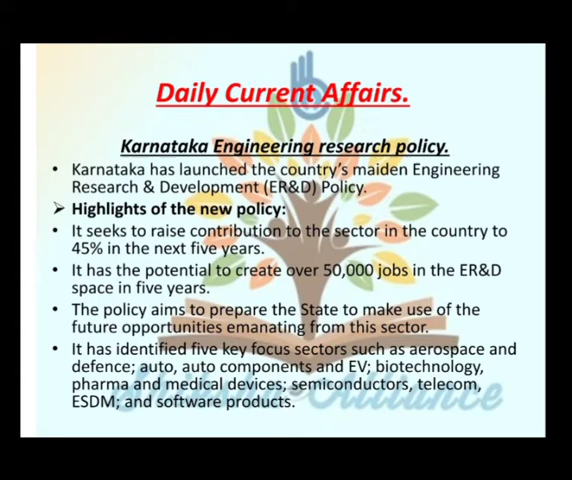 Daily Current Affairs.
Karnataka Engineering research policy.
• Karnataka has launched the country's maiden Engineering
Research & Development (ER&D) Policy.
➢ Highlights of the new policy:
• It seeks to raise contribution to the sector in the country to
45% in the next five years.
• It has the potential to create over 50,000 jobs in the ER&D
space in five years.
• The policy aims to prepare the State to make use of the
future opportunities emanating from this sector.
• It has identified five key focus sectors such as aerospace and
defence; auto, auto components and EV; biotechnology,
pharma and medical devices; semiconductors, telecom,
ESDM; and software products.